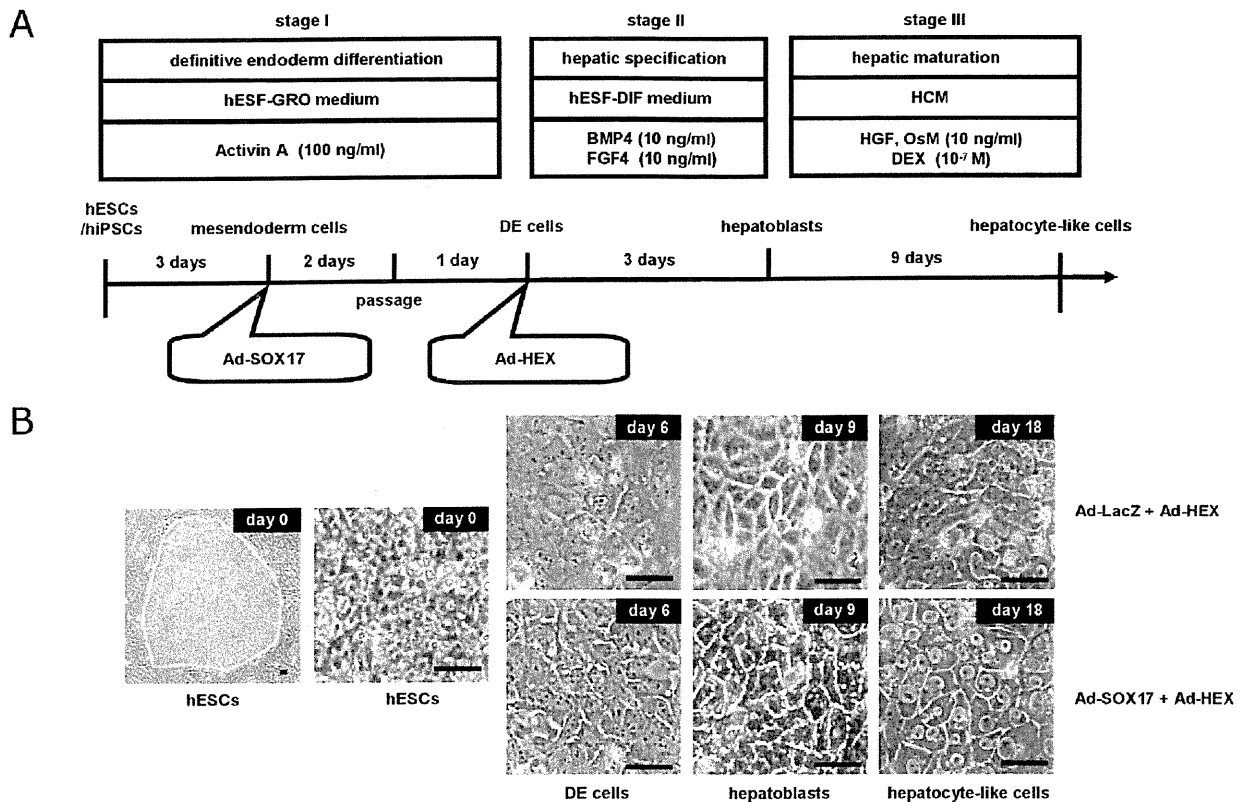 A
stage I
stage II
stage III
definitive endoderm differentiation
hepatic specification
hepatic maturation
hESF-GRO medium
hESF-DIF medium
HCM
Activin A (100 ng/ml)
BMP4 (10 ng/ml)
FGF4 (10 ng/ml)
HGF, OsM (10 ng/ml)
DEX (10⁻⁷ M)
hESCs
/hiPSCs
mesendoderm cells
DE cells
hepatoblasts
hepatocyte-like cells
3 days
2 days
1 day
3 days
9 days
passage
Ad-SOX17
Ad-HEX
B
day 6
day 9
day 18
Ad-LacZ + Ad-HEX
day 0
day 0
hESCs
hESCs
day 6
day 9
day 18
Ad-SOX17 + Ad-HEX
DE cells
hepatoblasts
hepatocyte-like cells